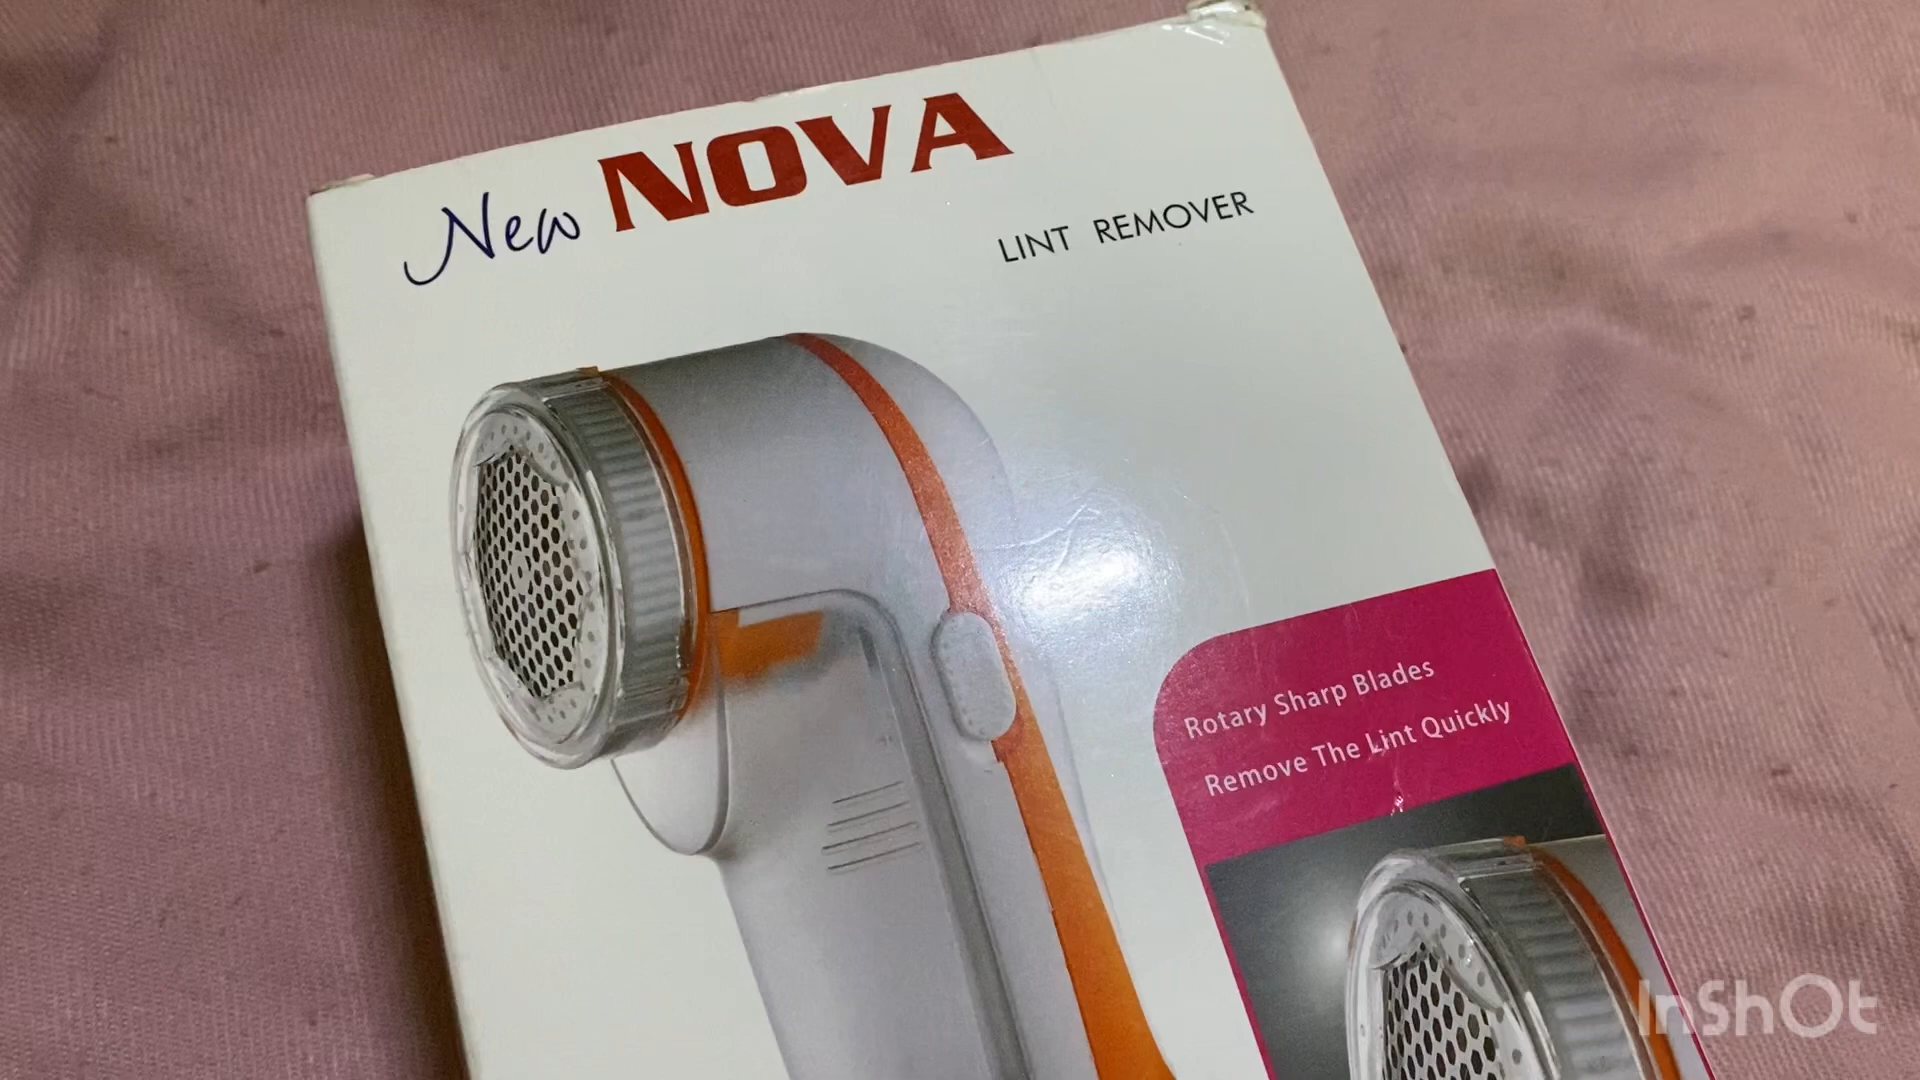 New NOVA
LINT REMOVER
Rotary Sharp Blades
Remove The Lint Quickly
InShOt